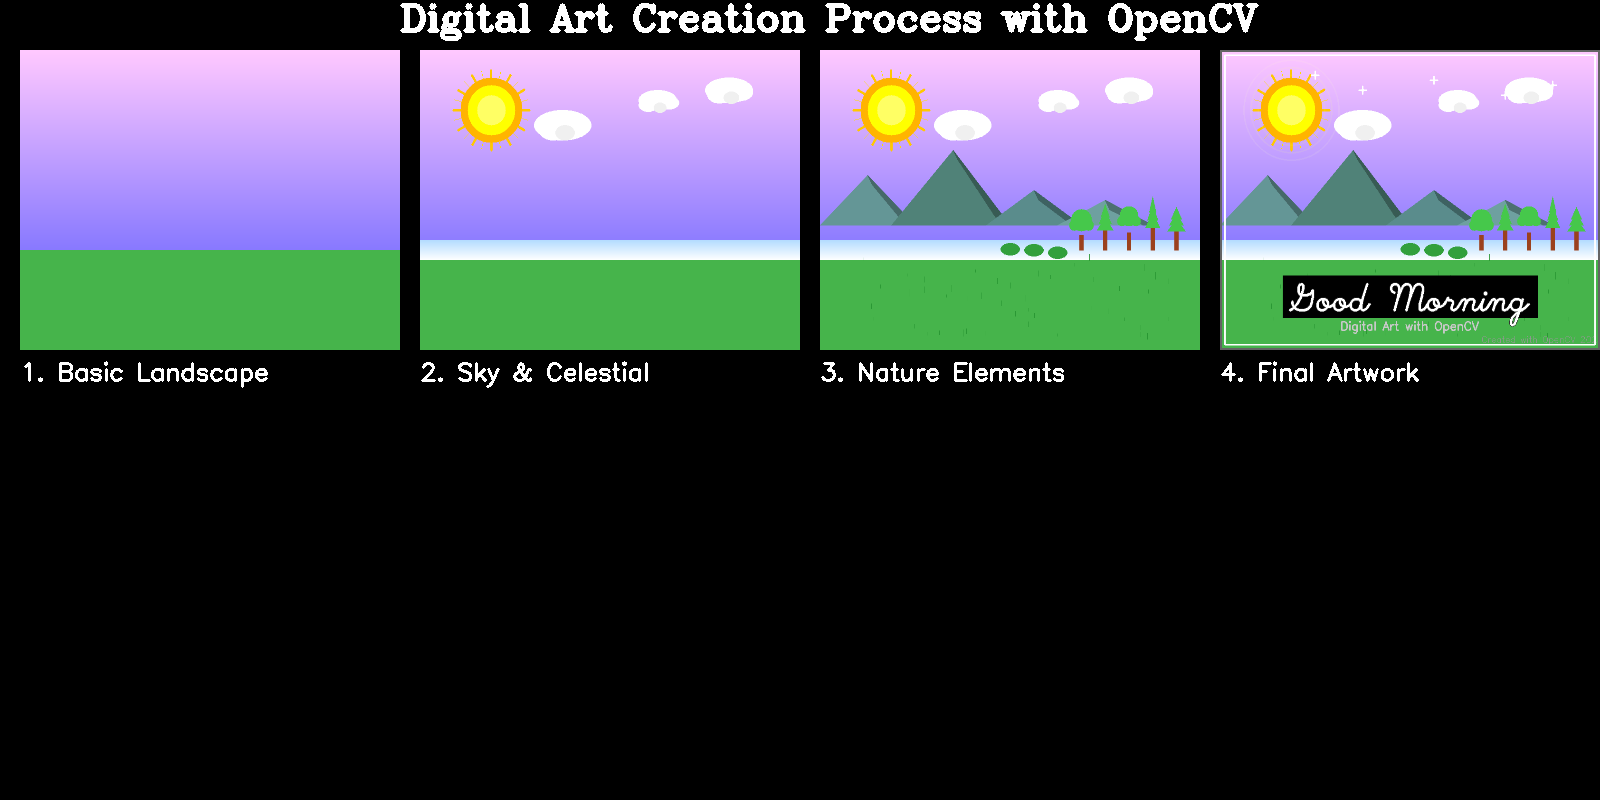 Digital Art Creation Process with OpenCV
Good Morning
Digital Art with OpenCV
1. Basic Landscape
2. Sky & Celestial
3. Nature Elements
4. Final Artwork